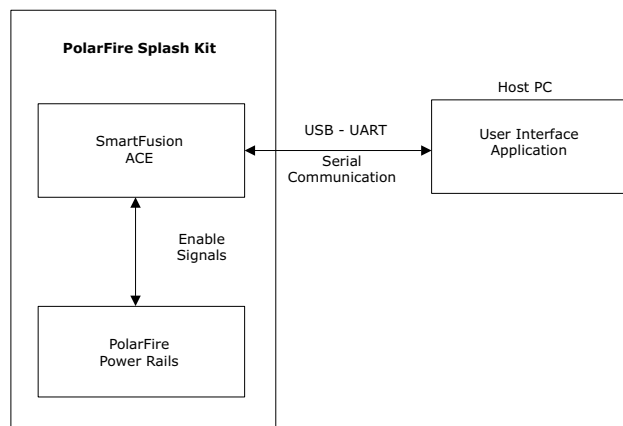 PolarFire Splash Kit
SmartFusion
ACE
Enable
Signals
PolarFire
Power Rails
USB - UART
Serial
Communication
Host PC
User Interface
Application